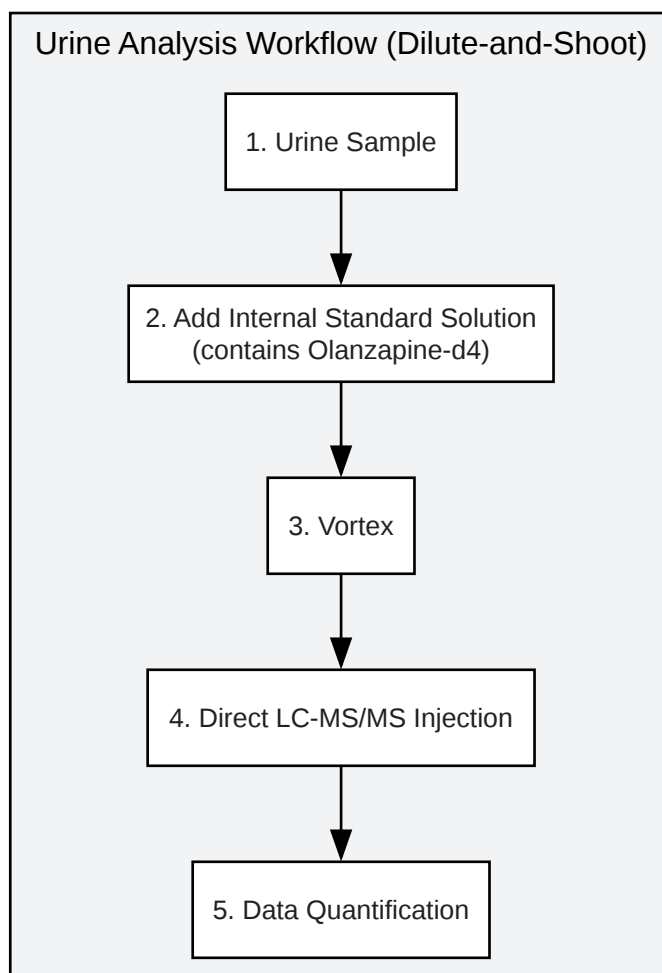 Urine Analysis Workflow (Dilute-and-Shoot)
1. Urine Sample
2. Add Internal Standard Solution
(contains Olanzapine-d4)
3. Vortex
4. Direct LC-MS/MS Injection
5. Data Quantification